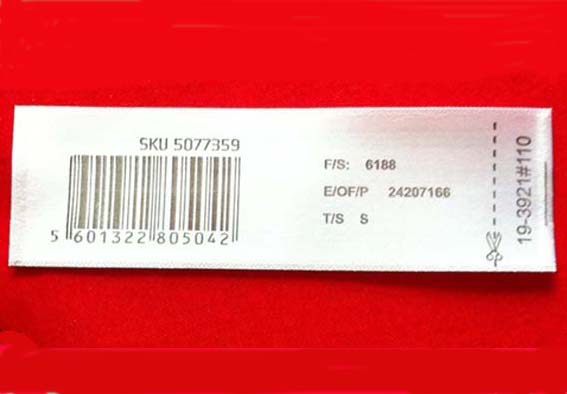 SKU 5077359
5 601322 805042
F/S: 6188
E/OF/P 24207166
T/S S
19-3921#110